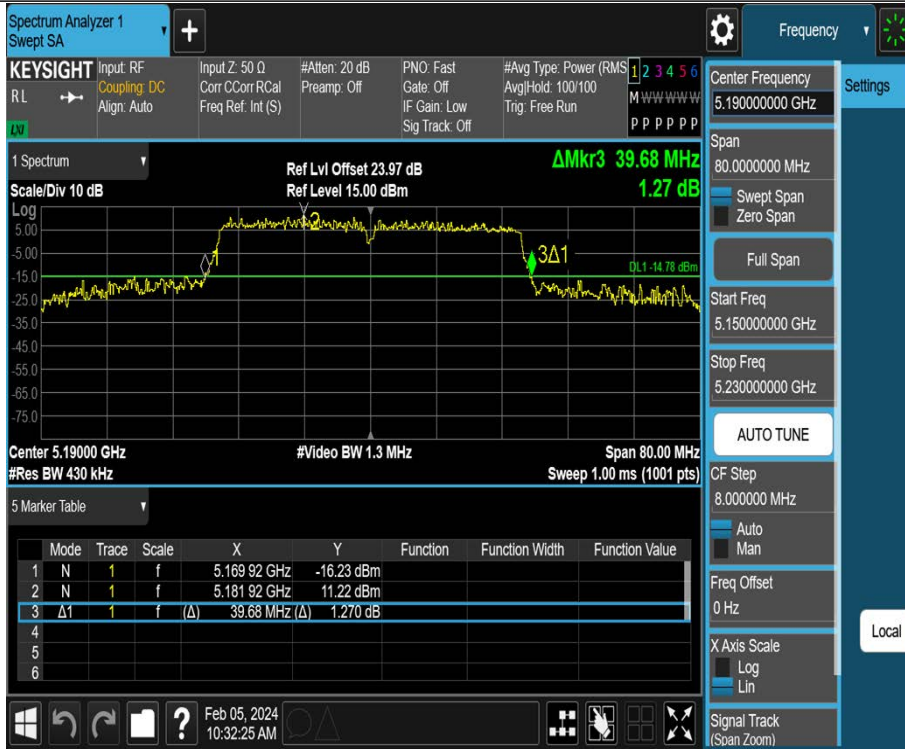 Spectrum Analyzer 1
Swept SA
+
Frequency
KEYSIGHT
RL
LXI
Input: RF
Coupling: DC
Align: Auto
Input Z: 50 Ω
Corr CCorr RCal
Freq Ref: Int (S)
#Atten: 20 dB
Preamp: Off
PNO: Fast
Gate: Off
IF Gain: Low
Sig Track: Off
#Avg Type: Power (RMS
Avg|Hold: 100/100
Trig: Free Run
1 2 3 4 5 6
M W W W W W
P P P P P P
1 Spectrum
Scale/Div 10 dB
Ref Lvl Offset 23.97 dB
Ref Level 15.00 dBm
ΔMkr3 39.68 MHz
1.27 dB
Log
5.00
-5.00
-15.0
-25.0
-35.0
-45.0
-55.0
-65.0
-75.0
1
2
3Δ1
DL1 -14.78 dBm
Center 5.19000 GHz
#Res BW 430 kHz
#Video BW 1.3 MHz
Span 80.00 MHz
Sweep 1.00 ms (1001 pts)
5 Marker Table
Mode Trace Scale X Y Function Function Width Function Value
1 N 1 f 5.169 92 GHz -16.23 dBm
2 N 1 f 5.181 92 GHz 11.22 dBm
3 Δ1 1 f (Δ) 39.68 MHz (Δ) 1.270 dB
4
5
6
?
Feb 05, 2024
10:32:25 AM
Center Frequency
5.190000000 GHz
Span
80.0000000 MHz
Swept Span
Zero Span
Full Span
Start Freq
5.150000000 GHz
Stop Freq
5.230000000 GHz
AUTO TUNE
CF Step
8.000000 MHz
Auto
Man
Freq Offset
0 Hz
X Axis Scale
Log
Lin
Signal Track
(Span Zoom)
Settings
Local